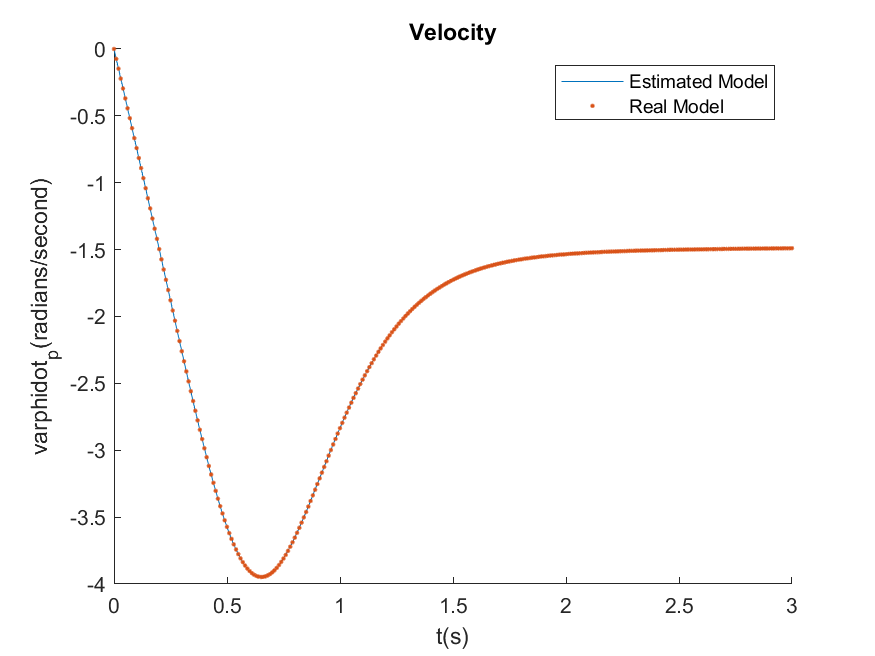 Velocity
Estimated Model
Real Model
0
-0.5
-1
-1.5
-2
-2.5
-3
-3.5
-4
varphidot_p(radians/second)
0 0.5 1 1.5 2 2.5 3
t(s)